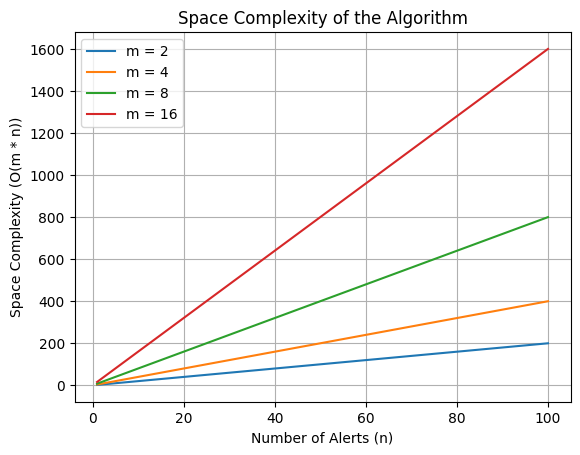 Space Complexity of the Algorithm
m = 2
m = 4
m = 8
m = 16
Space Complexity (O(m * n))
1600
1400
1200
1000
800
600
400
200
0
0 20 40 60 80 100
Number of Alerts (n)